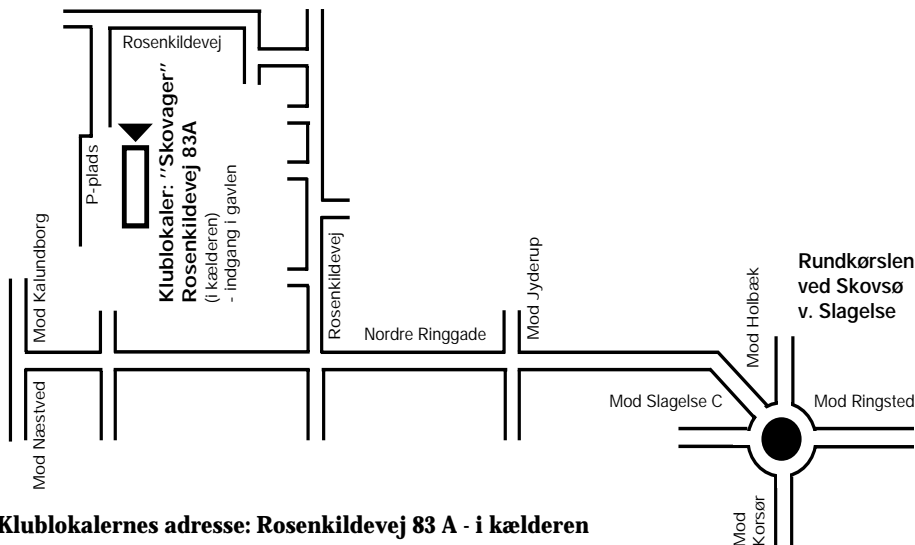 Rosenkildevej
P-plads
Klublokaler: "Skovager"
Rosenkildevej 83A
(i kælderen)
- indgang i gavlen
Mod Kalundborg
Rosenkildevej
Nordre Ringgade
Mod Jyderup
Mod Holbæk
Rundkørslen
ved Skovsø
v. Slagelse
Mod Næstved
Mod Slagelse C
Mod Ringsted
Mod
Korsør
Klublokalernes adresse: Rosenkildevej 83 A - i kælderen